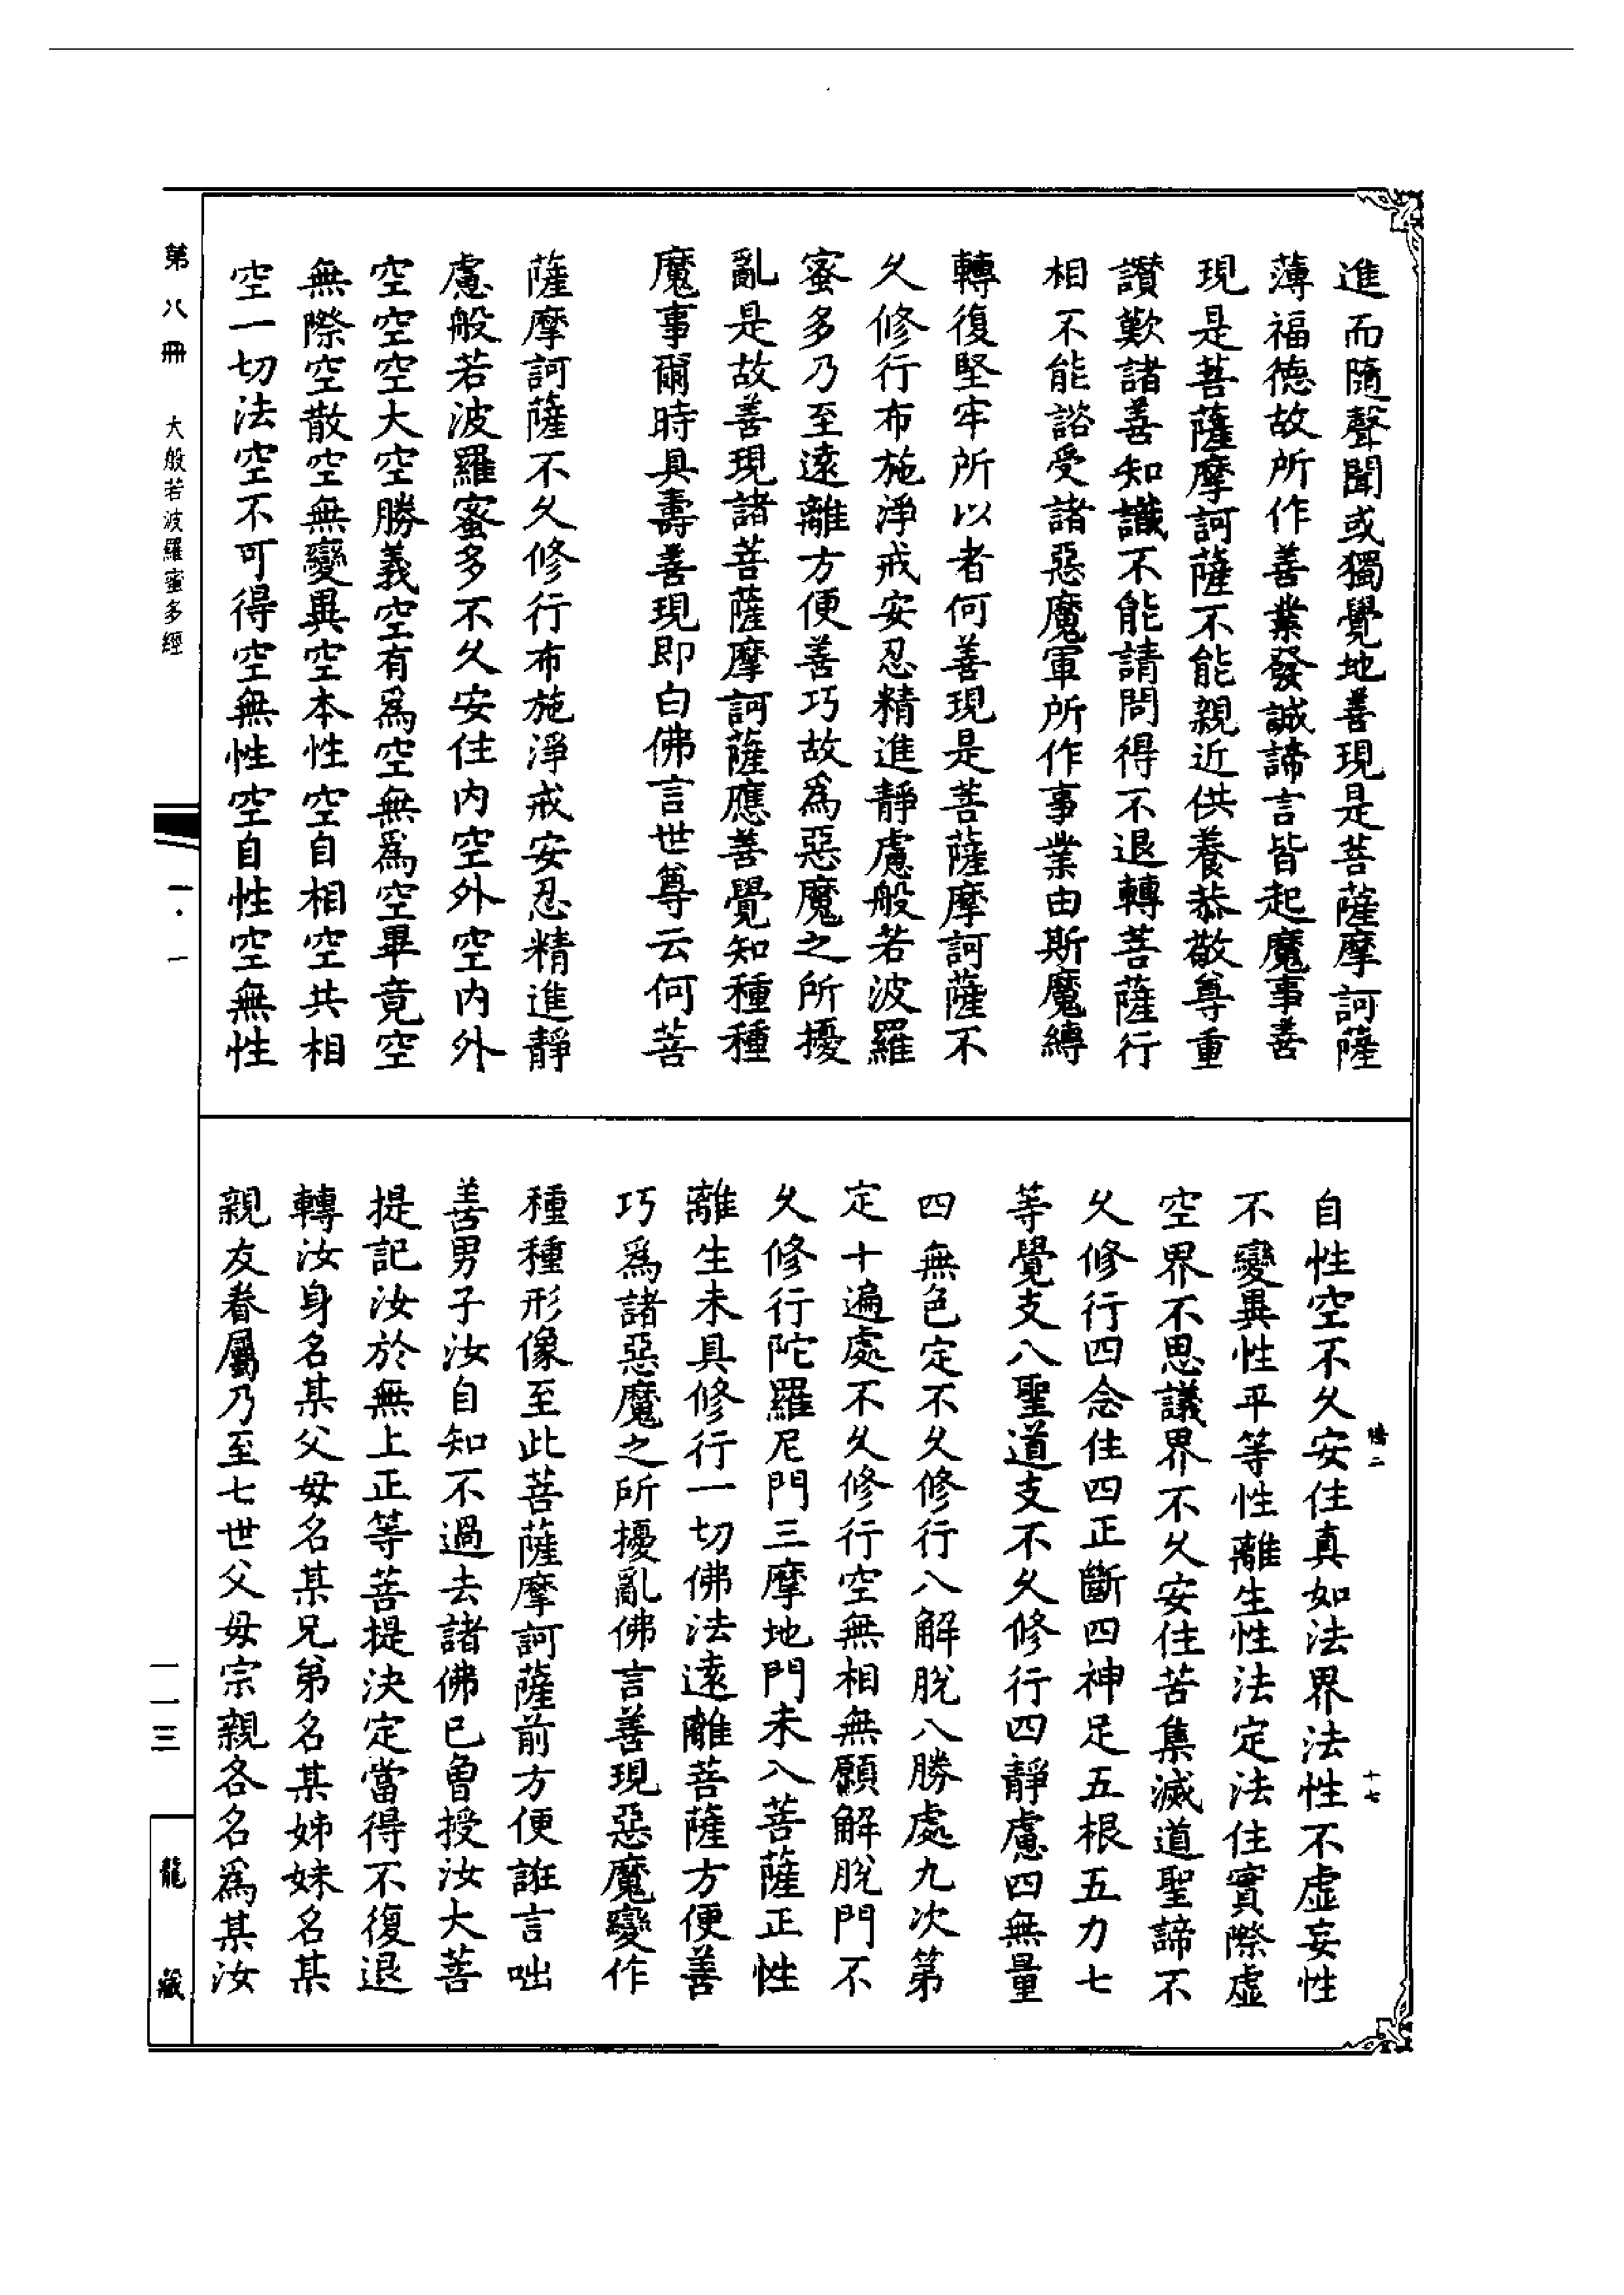 進而隨聲聞或獨覺地善現是菩薩摩訶薩
薄福德故所作善業發誠諦言皆起魔事善
現是菩薩摩訶薩不能親近供養恭敬尊重
讚歎諸善知識不能請問得不退轉菩薩行
相不能諮受諸惡魔軍所作事業由斯魔縛
轉復堅牢所以者何善現是菩薩摩訶薩不
久修行布施淨戒安忍精進靜慮般若波羅
蜜多乃至遠離方便善巧故為惡魔之所擾
亂是故善現諸菩薩摩訶薩應善覺知種種
魔事爾時具壽善現即白佛言世尊云何菩
薩摩訶薩不久修行布施淨戒安忍精進靜
慮般若波羅蜜多不久安住內空外空內外
空空空大空勝義空有為空無為空畢竟空
無際空散空無變異空本性空自相空共相
空一切法空不可得空無性空自性空無性
自性空不久安住真如法界法性不虛妄性
不變異性平等性離生性法定法住實際虛
空界不思議界不久安住苦集滅道聖諦不
久修行四念住四正斷四神足五根五力七
等覺支八聖道支不久修行四靜慮四無量
四無色定不久修行八解脫八勝處九次第
定十遍處不久修行空無相無願解脫門不
久修行陀羅尼門三摩地門未入菩薩正性
離生未具修行一切佛法遠離菩薩方便善
巧為諸惡魔之所擾亂佛言善現惡魔變作
種種形像至此菩薩摩訶薩前方便誑言咄
善男子汝自知不過去諸佛已曾授汝大菩
提記汝於無上正等菩提決定當得不復退
轉汝身名某父母名某兄弟名某姊妹名某
親友眷屬乃至七世父母宗親各名為某汝
十七
第八冊 大般若波羅蜜多經
一·一
一一三
龍藏